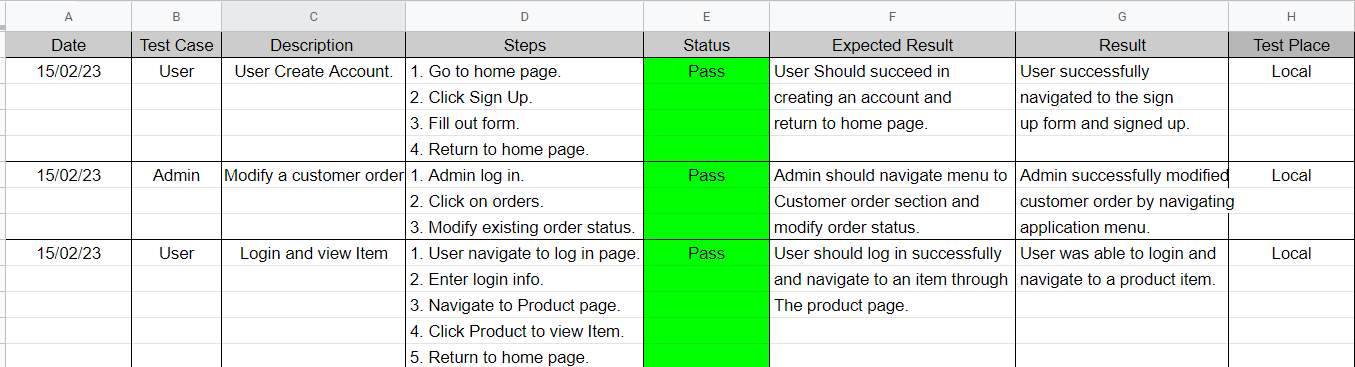 A B C D E F G H
Date Test Case Description Steps Status Expected Result Result Test Place
15/02/23 User User Create Account. 1. Go to home page. Pass User Should succeed in User successfully Local
2. Click Sign Up. creating an account and navigated to the sign
3. Fill out form. return to home page. up form and signed up.
4. Return to home page.
15/02/23 Admin Modify a customer order 1. Admin log in. Pass Admin should navigate menu to Admin successfully modified Local
2. Click on orders. Customer order section and customer order by navigating
3. Modify existing order status. modify order status. application menu.
15/02/23 User Login and view Item 1. User navigate to log in page. Pass User should log in successfully User was able to login and Local
2. Enter login info. and navigate to an item through navigate to a product item.
3. Navigate to Product page. The product page.
4. Click Product to view Item.
5. Return to home page.